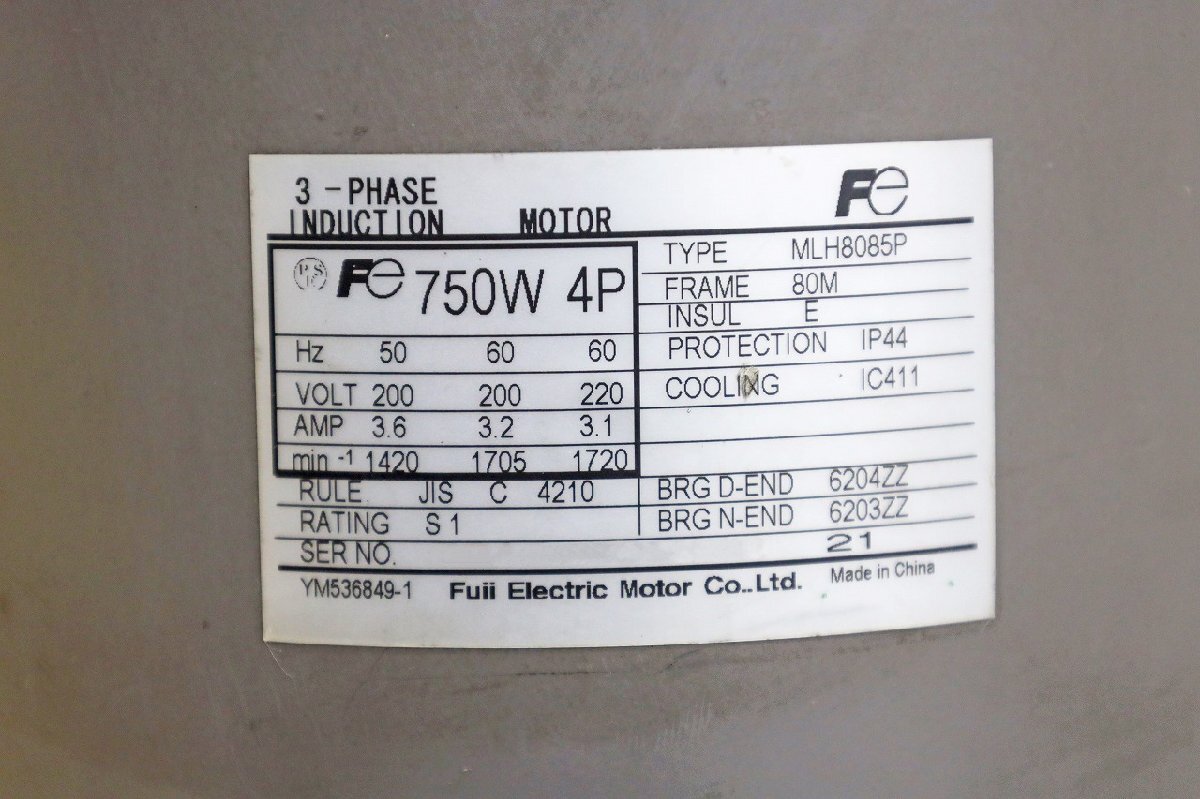 3 - PHASE
INDUCTION MOTOR
Fe
PS
Fe 750W 4P
Hz 50 60 60
VOLT 200 200 220
AMP 3.6 3.2 3.1
min -1 1420 1705 1720
TYPE MLH8085P
FRAME 80M
INSUL E
PROTECTION IP44
COOLING IC411
RULE JIS C 4210
RATING S1
SER NO.
BRG D-END 6204ZZ
BRG N-END 6203ZZ
21
YM536849-1 Fuji Electric Motor Co.,Ltd. Made in China